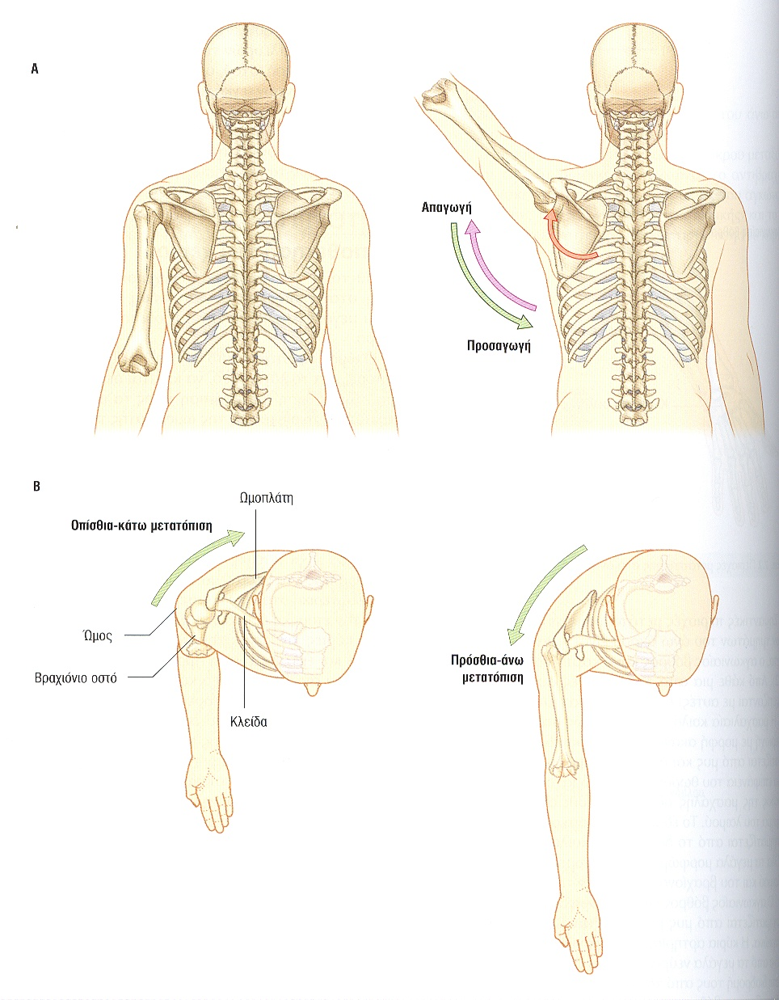 A
Απαγωγή
Προσαγωγή
B
Ωμοπλάτη
Οπίσθια-κάτω μετατόπιση
Ώμος
Βραχιόνιο οστό
Κλείδα
Πρόσθια-άνω
μετατόπιση